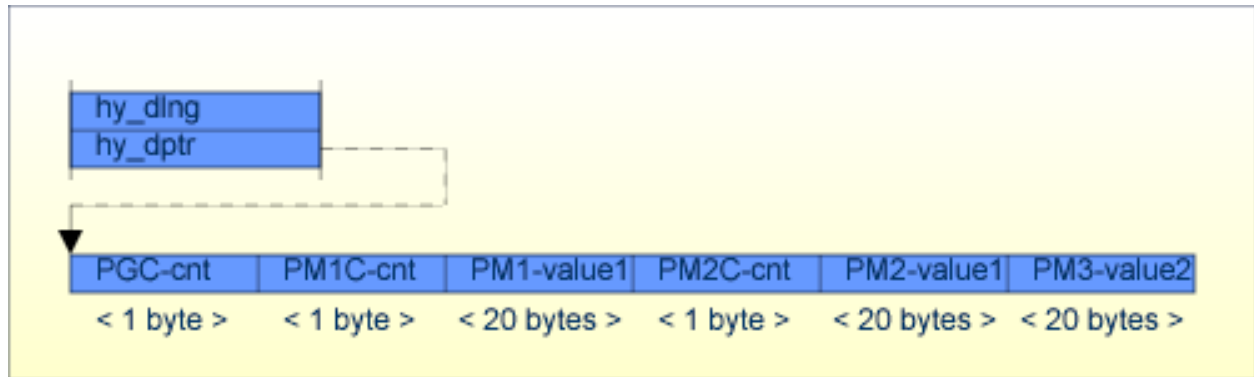 hy_dlng
hy_dptr
PGC-cnt PM1C-cnt PM1-value1 PM2C-cnt PM2-value1 PM3-value2
< 1 byte > < 1 byte > < 20 bytes > < 1 byte > < 20 bytes > < 20 bytes >